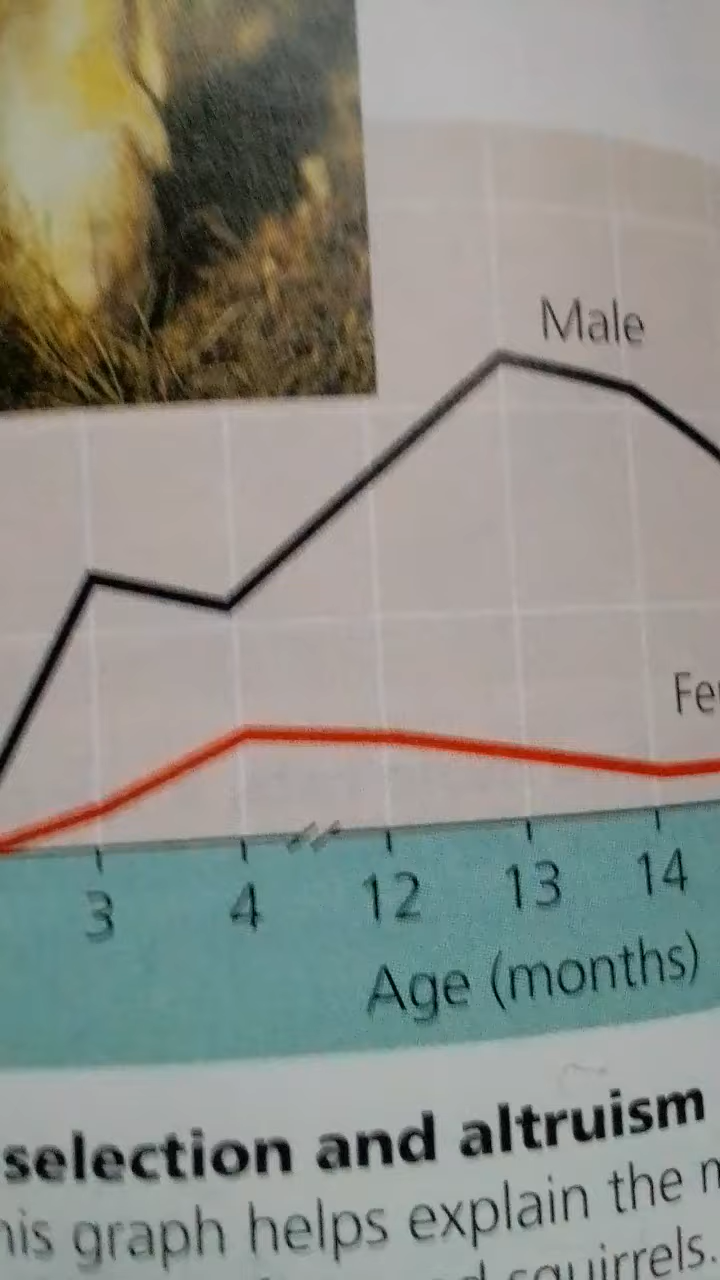 Male
Fe
3 4 12 13 14
Age (months)
selection and altruism
his graph helps explain the m
d squirrels.